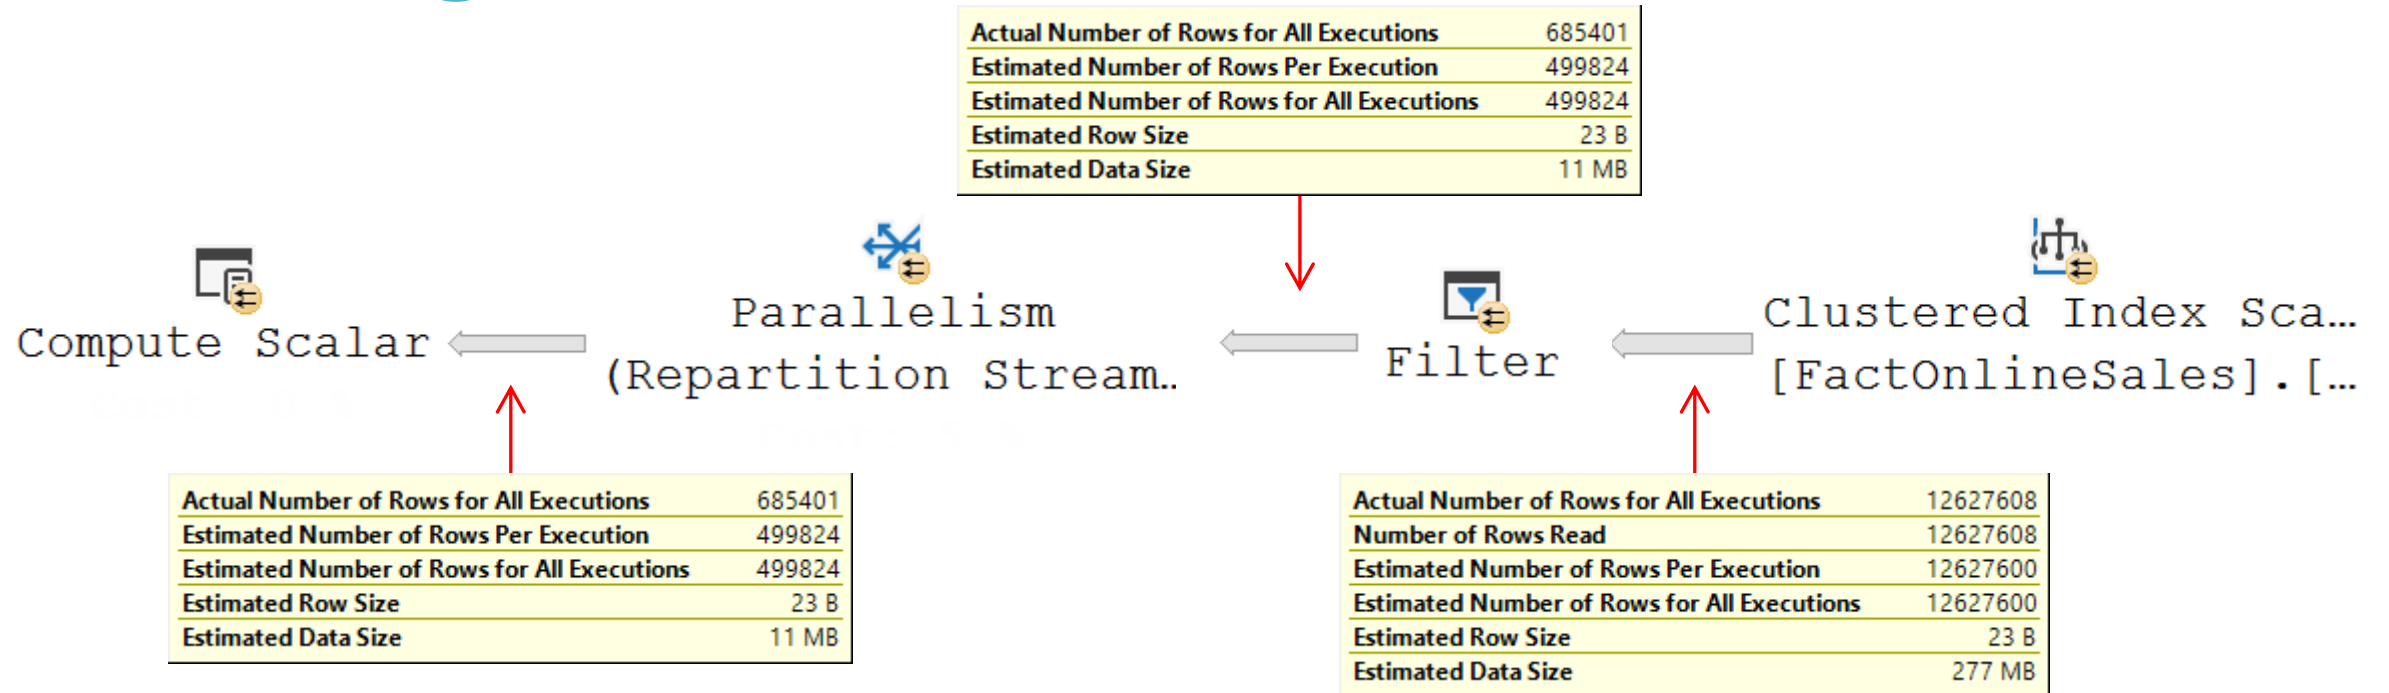 Actual Number of Rows for All Executions 685401
Estimated Number of Rows Per Execution 499824
Estimated Number of Rows for All Executions 499824
Estimated Row Size 23 B
Estimated Data Size 11 MB
Compute Scalar
Parallelism
(Repartition Stream…
Filter
Clustered Index Sca…
[FactOnlineSales].[…
Actual Number of Rows for All Executions 685401
Estimated Number of Rows Per Execution 499824
Estimated Number of Rows for All Executions 499824
Estimated Row Size 23 B
Estimated Data Size 11 MB
Actual Number of Rows for All Executions 12627608
Number of Rows Read 12627608
Estimated Number of Rows Per Execution 12627600
Estimated Number of Rows for All Executions 12627600
Estimated Row Size 23 B
Estimated Data Size 277 MB